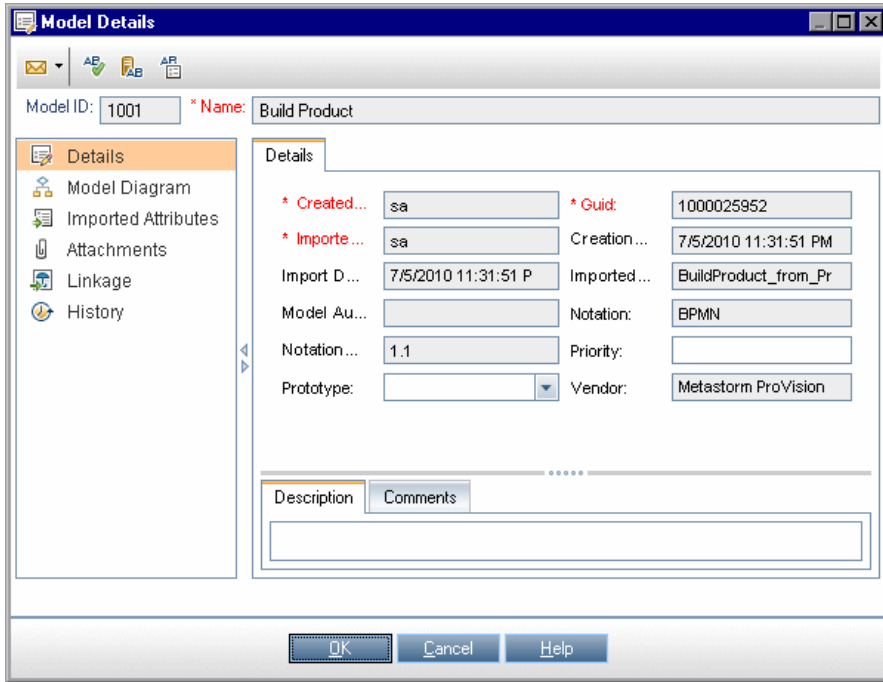 Model Details
Model ID: 1001 * Name: Build Product
Details
Model Diagram
Imported Attributes
Attachments
Linkage
History
Details
* Created... sa * Guid: 1000025952
* Importe... sa Creation... 7/5/2010 11:31:51 PM
Import D... 7/5/2010 11:31:51 P Imported... BuildProduct_from_Pr
Model Au... Notation: BPMN
Notation... 1.1 Priority:
Prototype: Vendor: Metastorm ProVision
Description Comments
OK Cancel Help